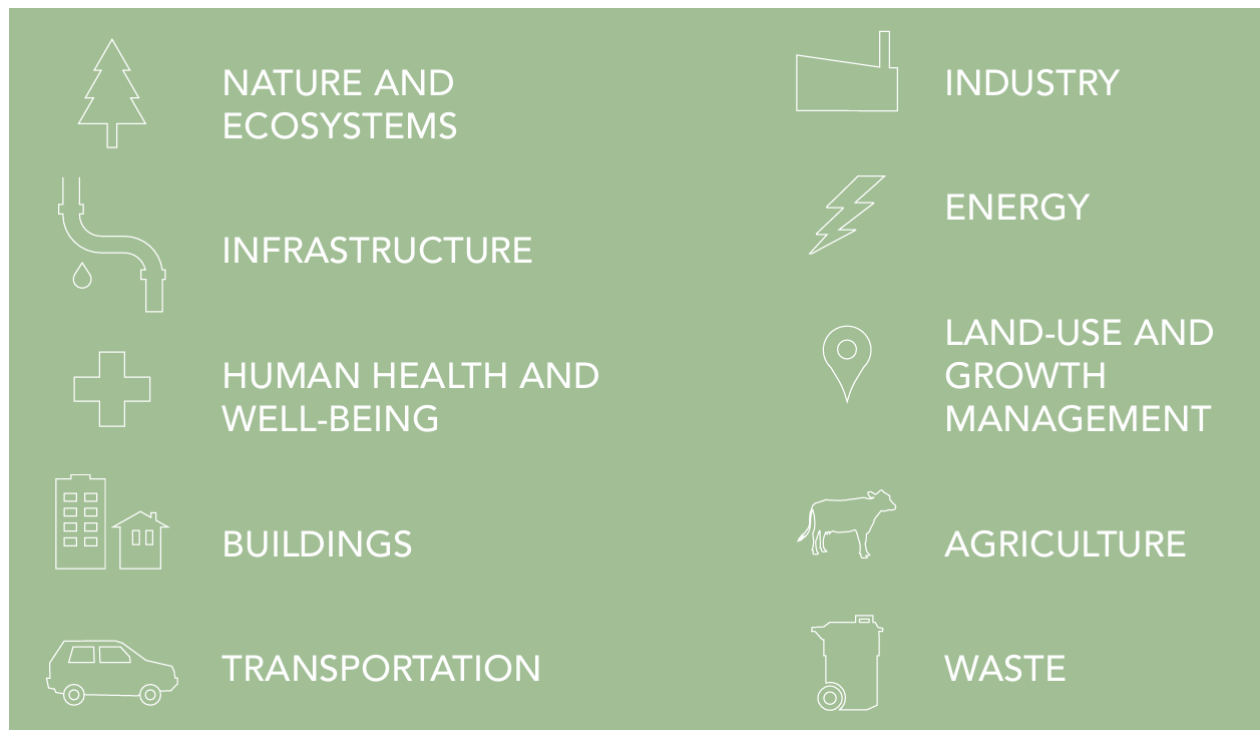 NATURE AND
ECOSYSTEMS
INFRASTRUCTURE
HUMAN HEALTH AND
WELL-BEING
BUILDINGS
TRANSPORTATION
INDUSTRY
ENERGY
LAND-USE AND
GROWTH
MANAGEMENT
AGRICULTURE
WASTE